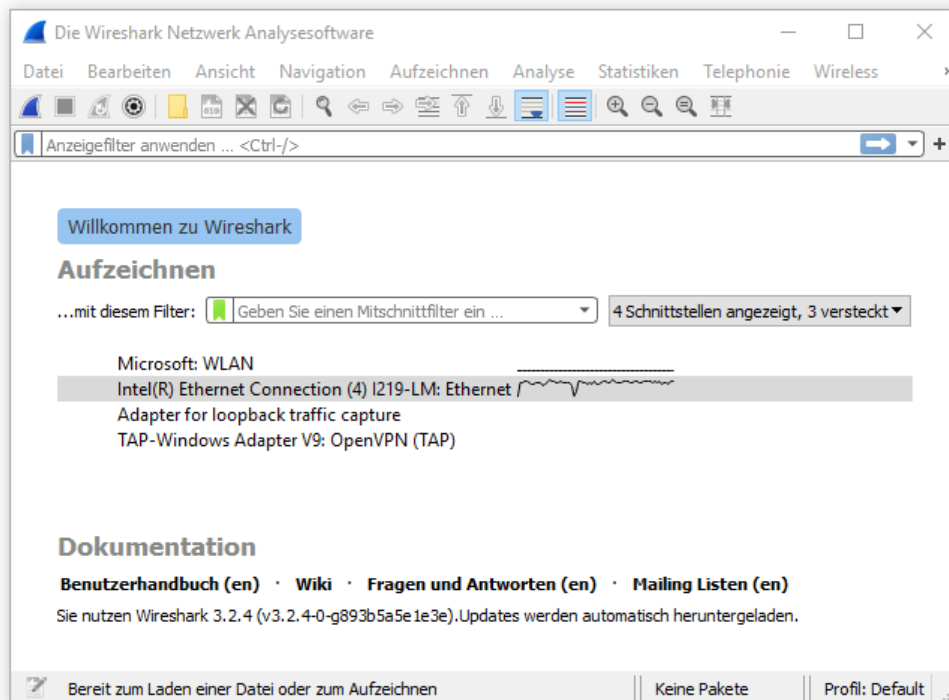 Die Wireshark Netzwerk Analysesoftware
Datei Bearbeiten Ansicht Navigation Aufzeichnen Analyse Statistiken Telephonie Wireless »
Anzeigefilter anwenden ... <Ctrl-/> +
Willkommen zu Wireshark
Aufzeichnen
...mit diesem Filter: Geben Sie einen Mitschnittfilter ein ... 4 Schnittstellen angezeigt, 3 versteckt
Microsoft: WLAN
Intel(R) Ethernet Connection (4) I219-LM: Ethernet
Adapter for loopback traffic capture
TAP-Windows Adapter V9: OpenVPN (TAP)
Dokumentation
Benutzerhandbuch (en) · Wiki · Fragen und Antworten (en) · Mailing Listen (en)
Sie nutzen Wireshark 3.2.4 (v3.2.4-0-g893b5a5e1e3e).Updates werden automatisch heruntergeladen.
Bereit zum Laden einer Datei oder zum Aufzeichnen Keine Pakete Profil: Default